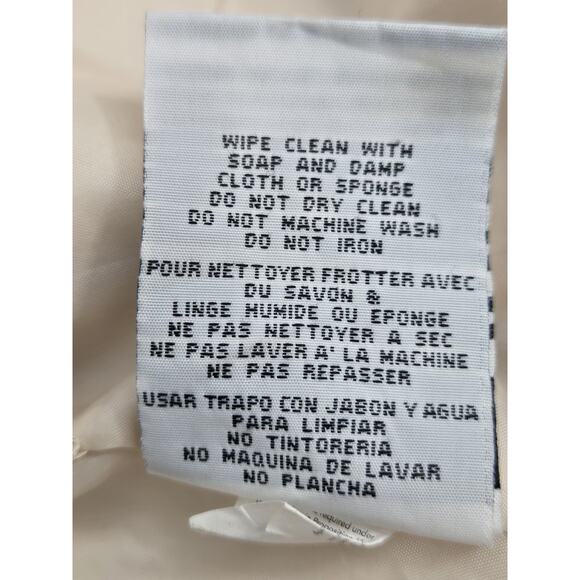 WIPE CLEAN WITH
SOAP AND DAMP
CLOTH OR SPONGE
DO NOT DRY CLEAN
DO NOT MACHINE WASH
DO NOT IRON
POUR NETTOYER FROTTER AVEC
DU SAVON &
LINGE HUMIDE OU EPONGE
NE PAS NETTOYER A SEC
NE PAS LAVER A' LA MACHINE
NE PAS REPASSER
USAR TRAPO CON JABON Y AGUA
PARA LIMPIAR
NO TINTORERIA
NO MAQUINA DE LAVAR
NO PLANCHA
required under